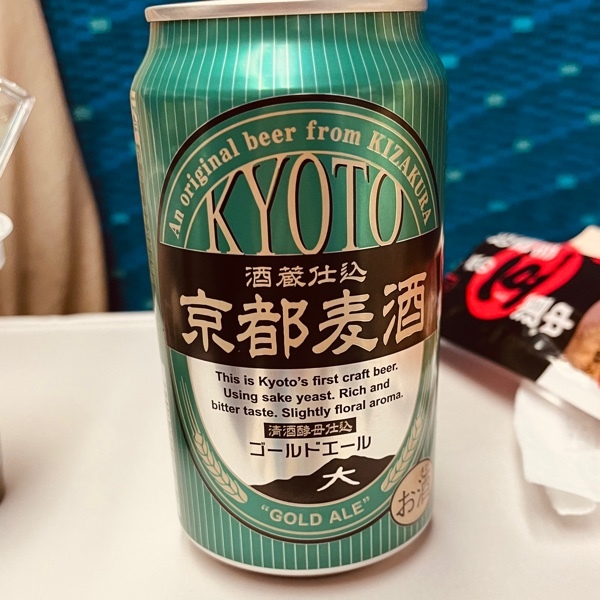 An original beer from KIZAKURA
KYOTO
酒蔵仕込
京都麦酒
This is Kyoto's first craft beer.
Using sake yeast. Rich and
bitter taste. Slightly floral aroma.
清酒酵母仕込
ゴールドエール
大
"GOLD ALE"
お酒